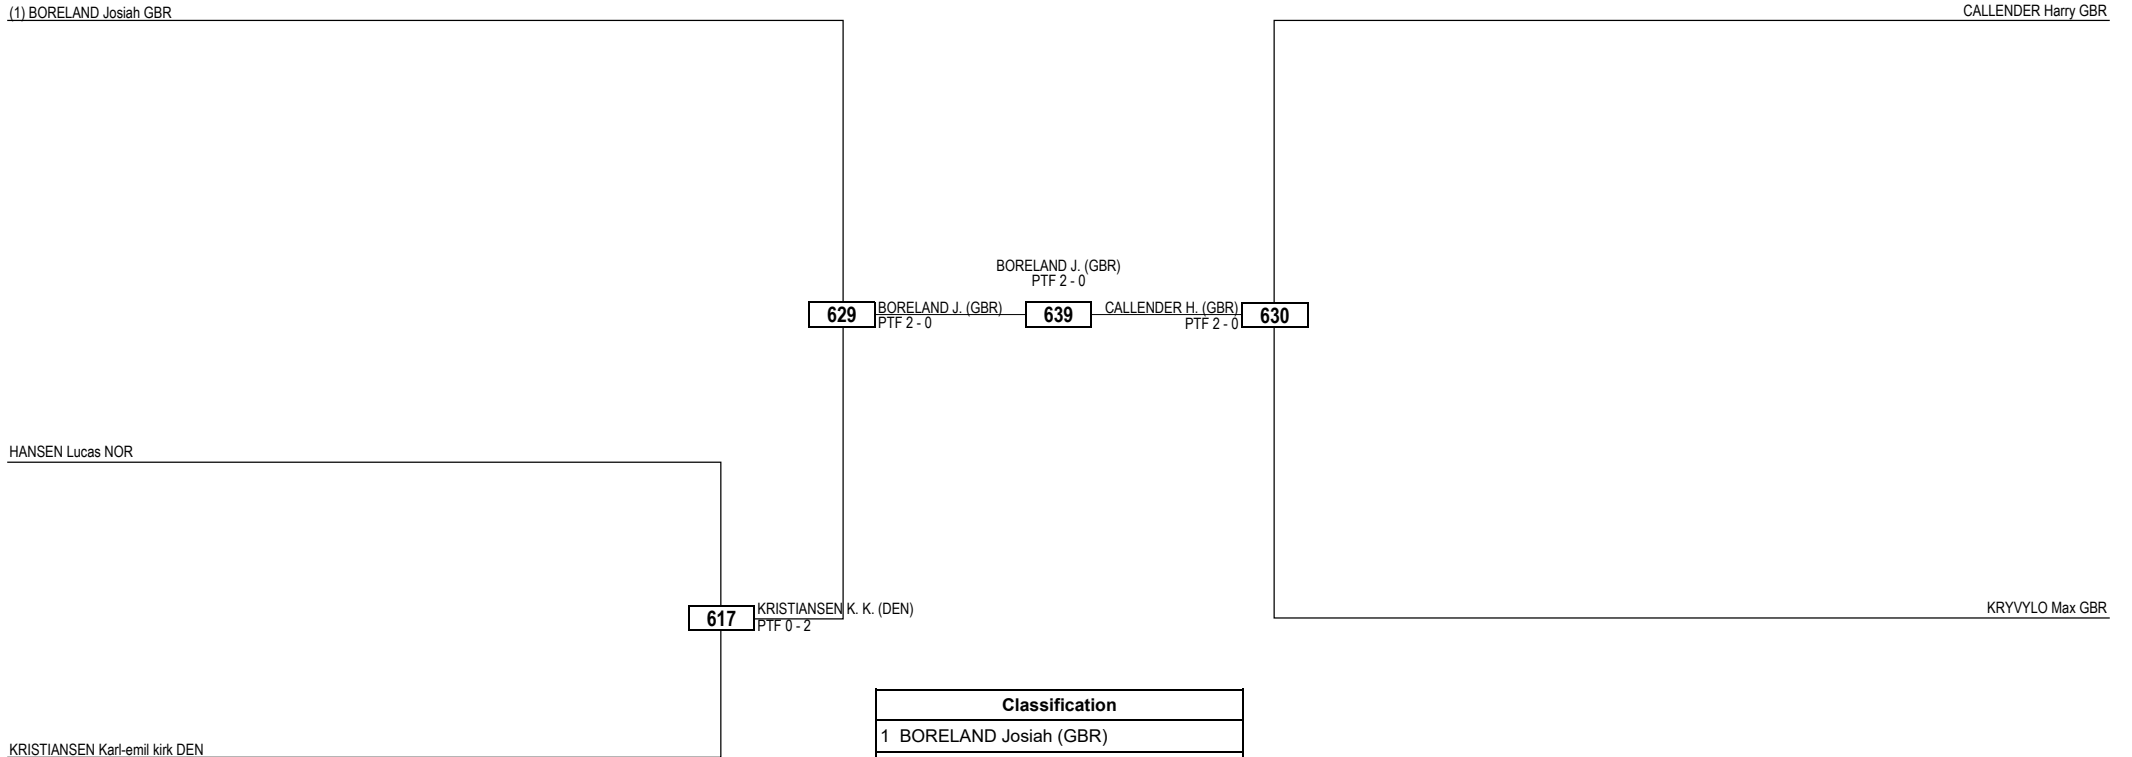 (1) BORELAND Josiah GBR
CALLENDER Harry GBR
BORELAND J. (GBR)
PTF 2 - 0
629
BORELAND J. (GBR)
PTF 2 - 0
639
CALLENDER H. (GBR)
PTF 2 - 0
630
HANSEN Lucas NOR
617
KRISTIANSEN K. K. (DEN)
PTF 0 - 2
KRYVYLO Max GBR
Classification
1 BORELAND Josiah (GBR)
KRISTIANSEN Karl-emil kirk DEN